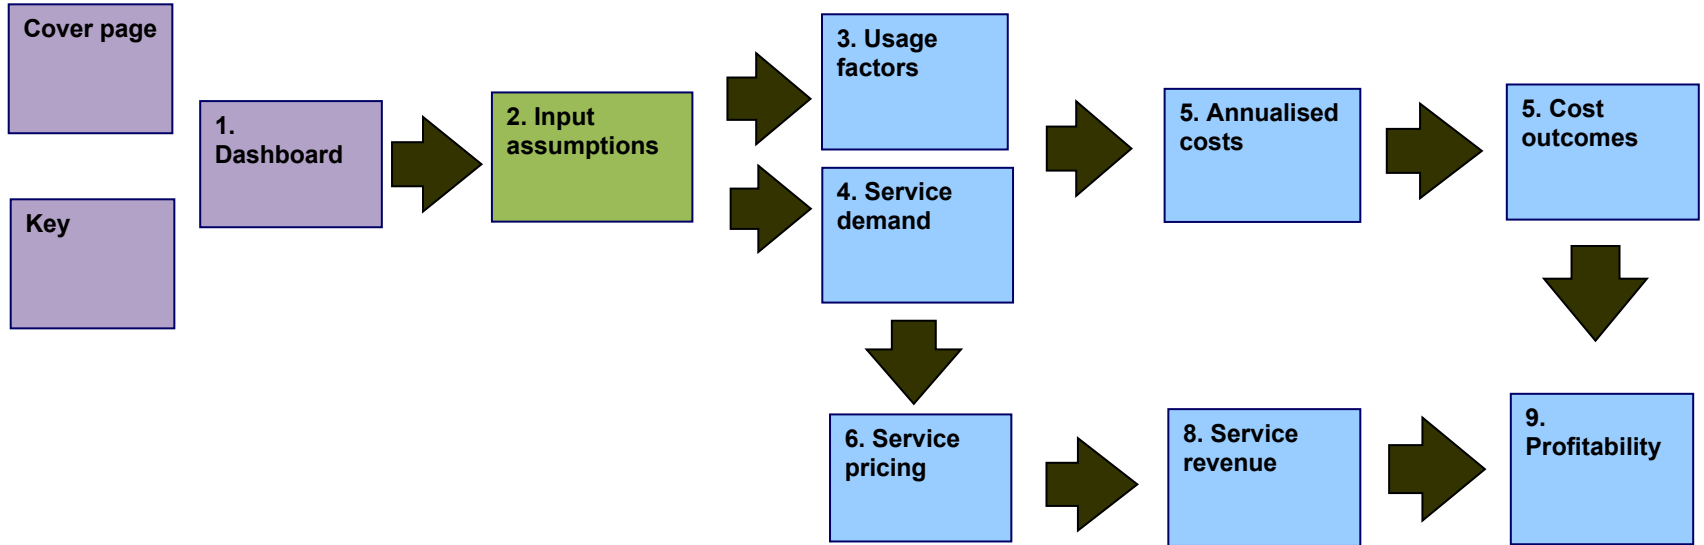 Cover page
Key
1.
Dashboard
2. Input
assumptions
3. Usage
factors
4. Service
demand
5. Annualised
costs
5. Cost
outcomes
6. Service
pricing
8. Service
revenue
9.
Profitability